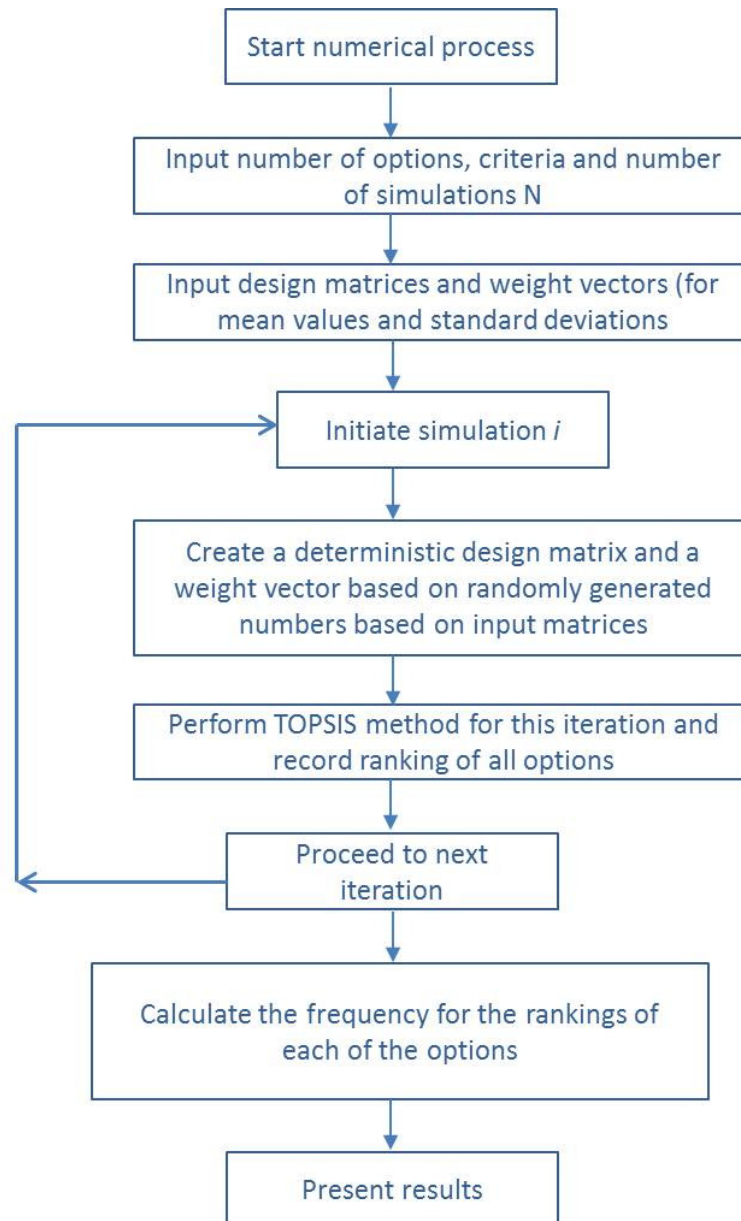 Start numerical process
Input number of options, criteria and number
of simulations N
Input design matrices and weight vectors (for
mean values and standard deviations
Initiate simulation i
Create a deterministic design matrix and a
weight vector based on randomly generated
numbers based on input matrices
Perform TOPSIS method for this iteration and
record ranking of all options
Proceed to next
iteration
Calculate the frequency for the rankings of
each of the options
Present results